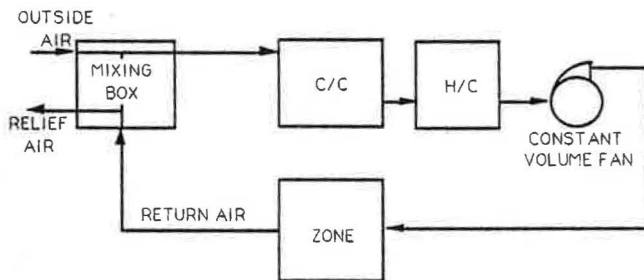 OUTSIDE
AIR
MIXING
BOX
RELIEF
AIR
C/C
H/C
CONSTANT
VOLUME FAN
RETURN AIR
ZONE